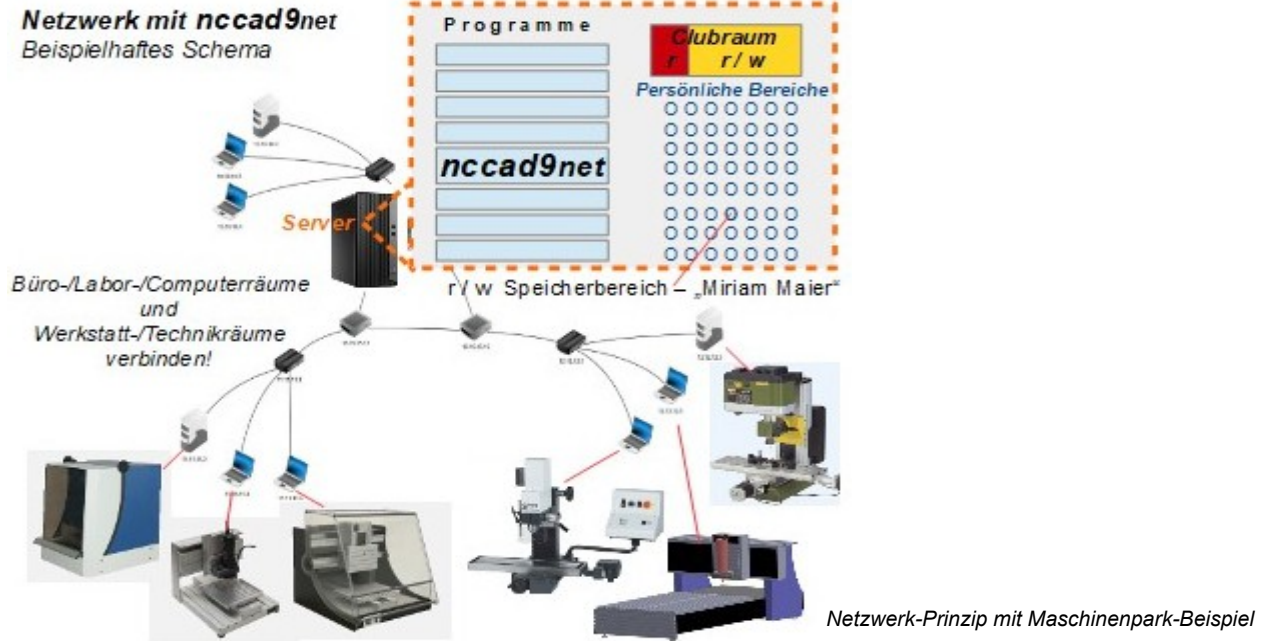 Netzwerk mit nccad9net
Beispielhaftes Schema
Programme
nccad9net
Clubraum
r r/w
Persönliche Bereiche
Server
r / w Speicherbereich – „Miriam Maier“
Büro-/Labor-/Computerräume
und
Werkstatt-/Technikräume
verbinden!
Netzwerk-Prinzip mit Maschinenpark-Beispiel